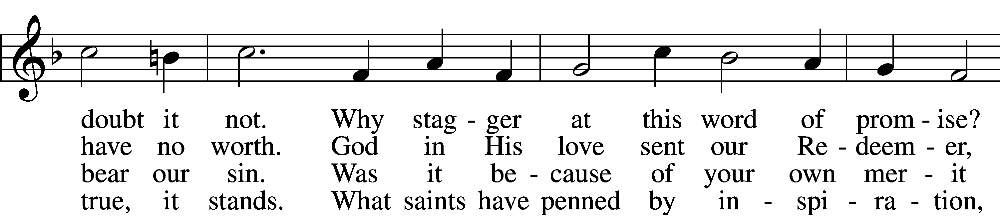 doubt it not. Why stag - ger at this word of prom - ise?
have no worth. God in His love sent our Re - deem - er,
bear our sin. Was it be - cause of your own mer - it
true, it stands. What saints have penned by in - spi - ra - tion,